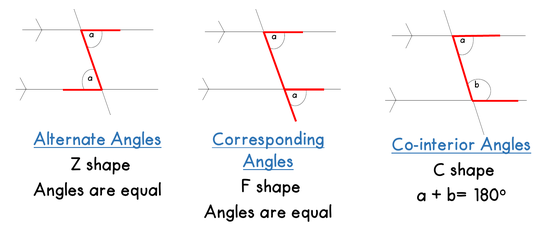 a
a
Alternate Angles
Z shape
Angles are equal
a
a
Corresponding
Angles
F shape
Angles are equal
a
b
Co-interior Angles
C shape
a + b= 180°